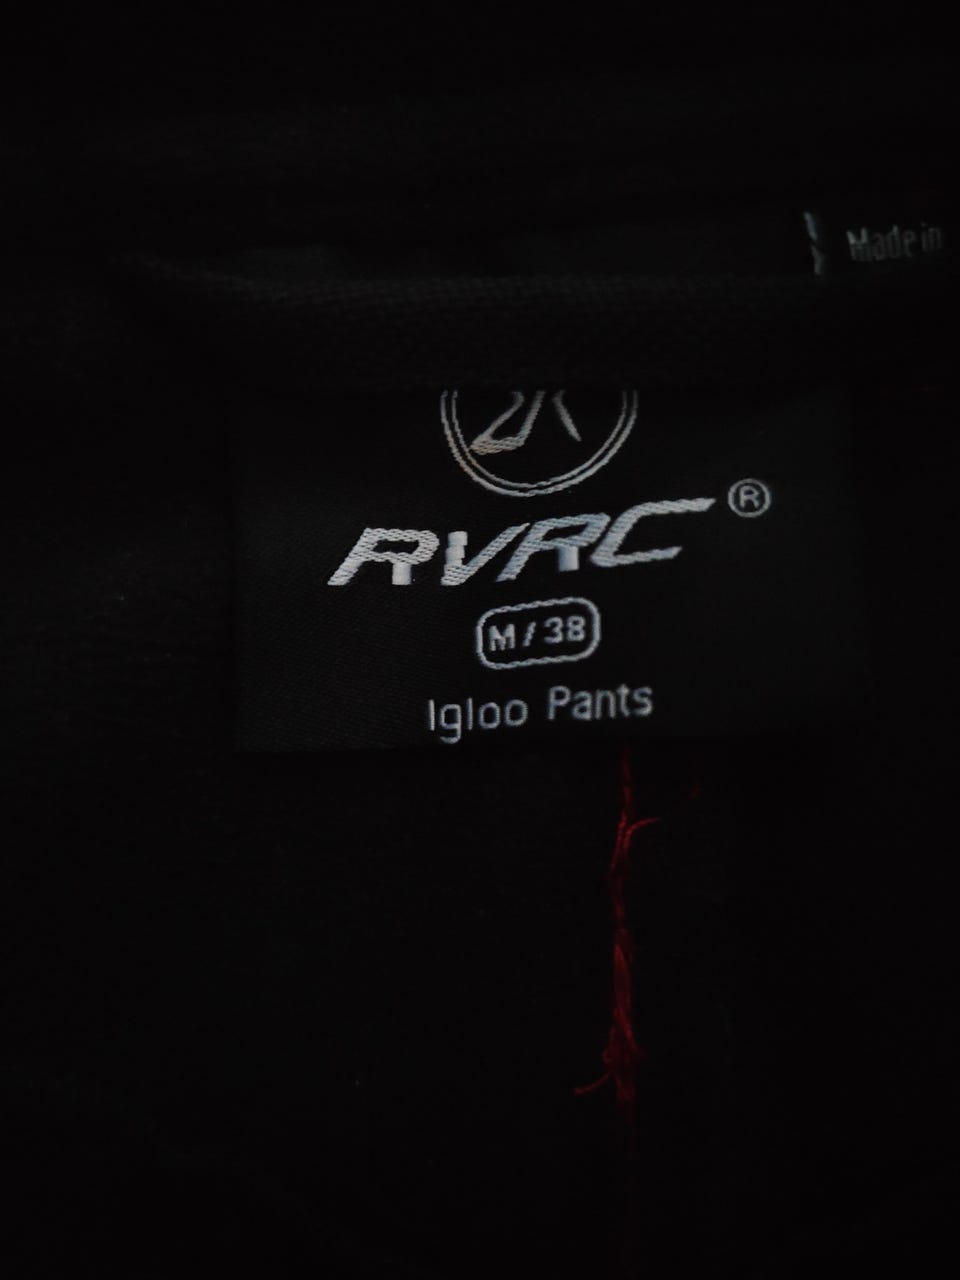 Made in
RVRC®
M / 38
Igloo Pants